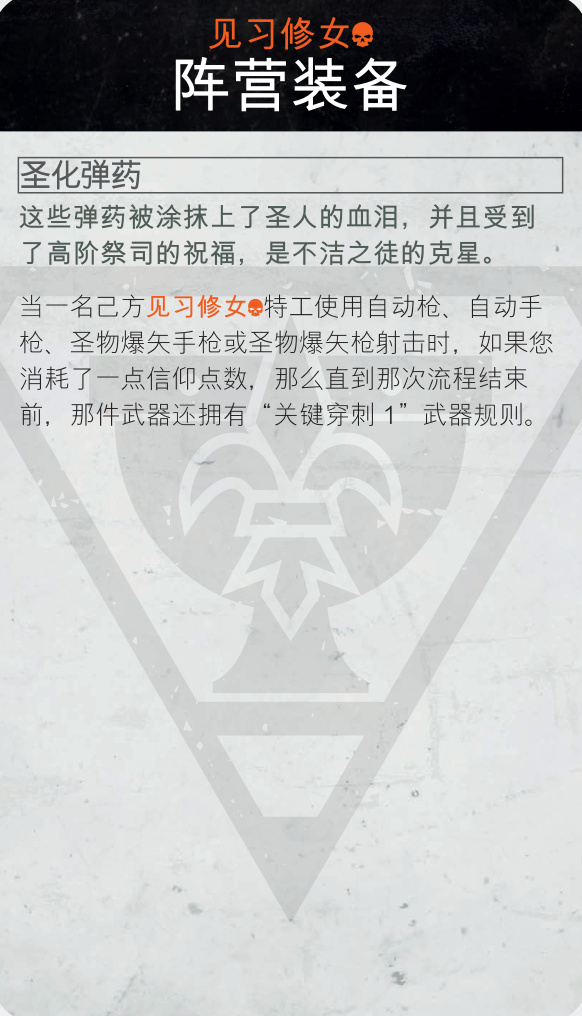 见习修女
阵营装备
圣化弹药
这些弹药被涂抹上了圣人的血泪，并且受到
了高阶祭司的祝福，是不洁之徒的克星。
当一名己方见习修女特工使用自动枪、自动手
枪、圣物爆矢手枪或圣物爆矢枪射击时，如果您
消耗了一点信仰点数，那么直到那次流程结束
前，那件武器还拥有“关键穿刺 1”武器规则。